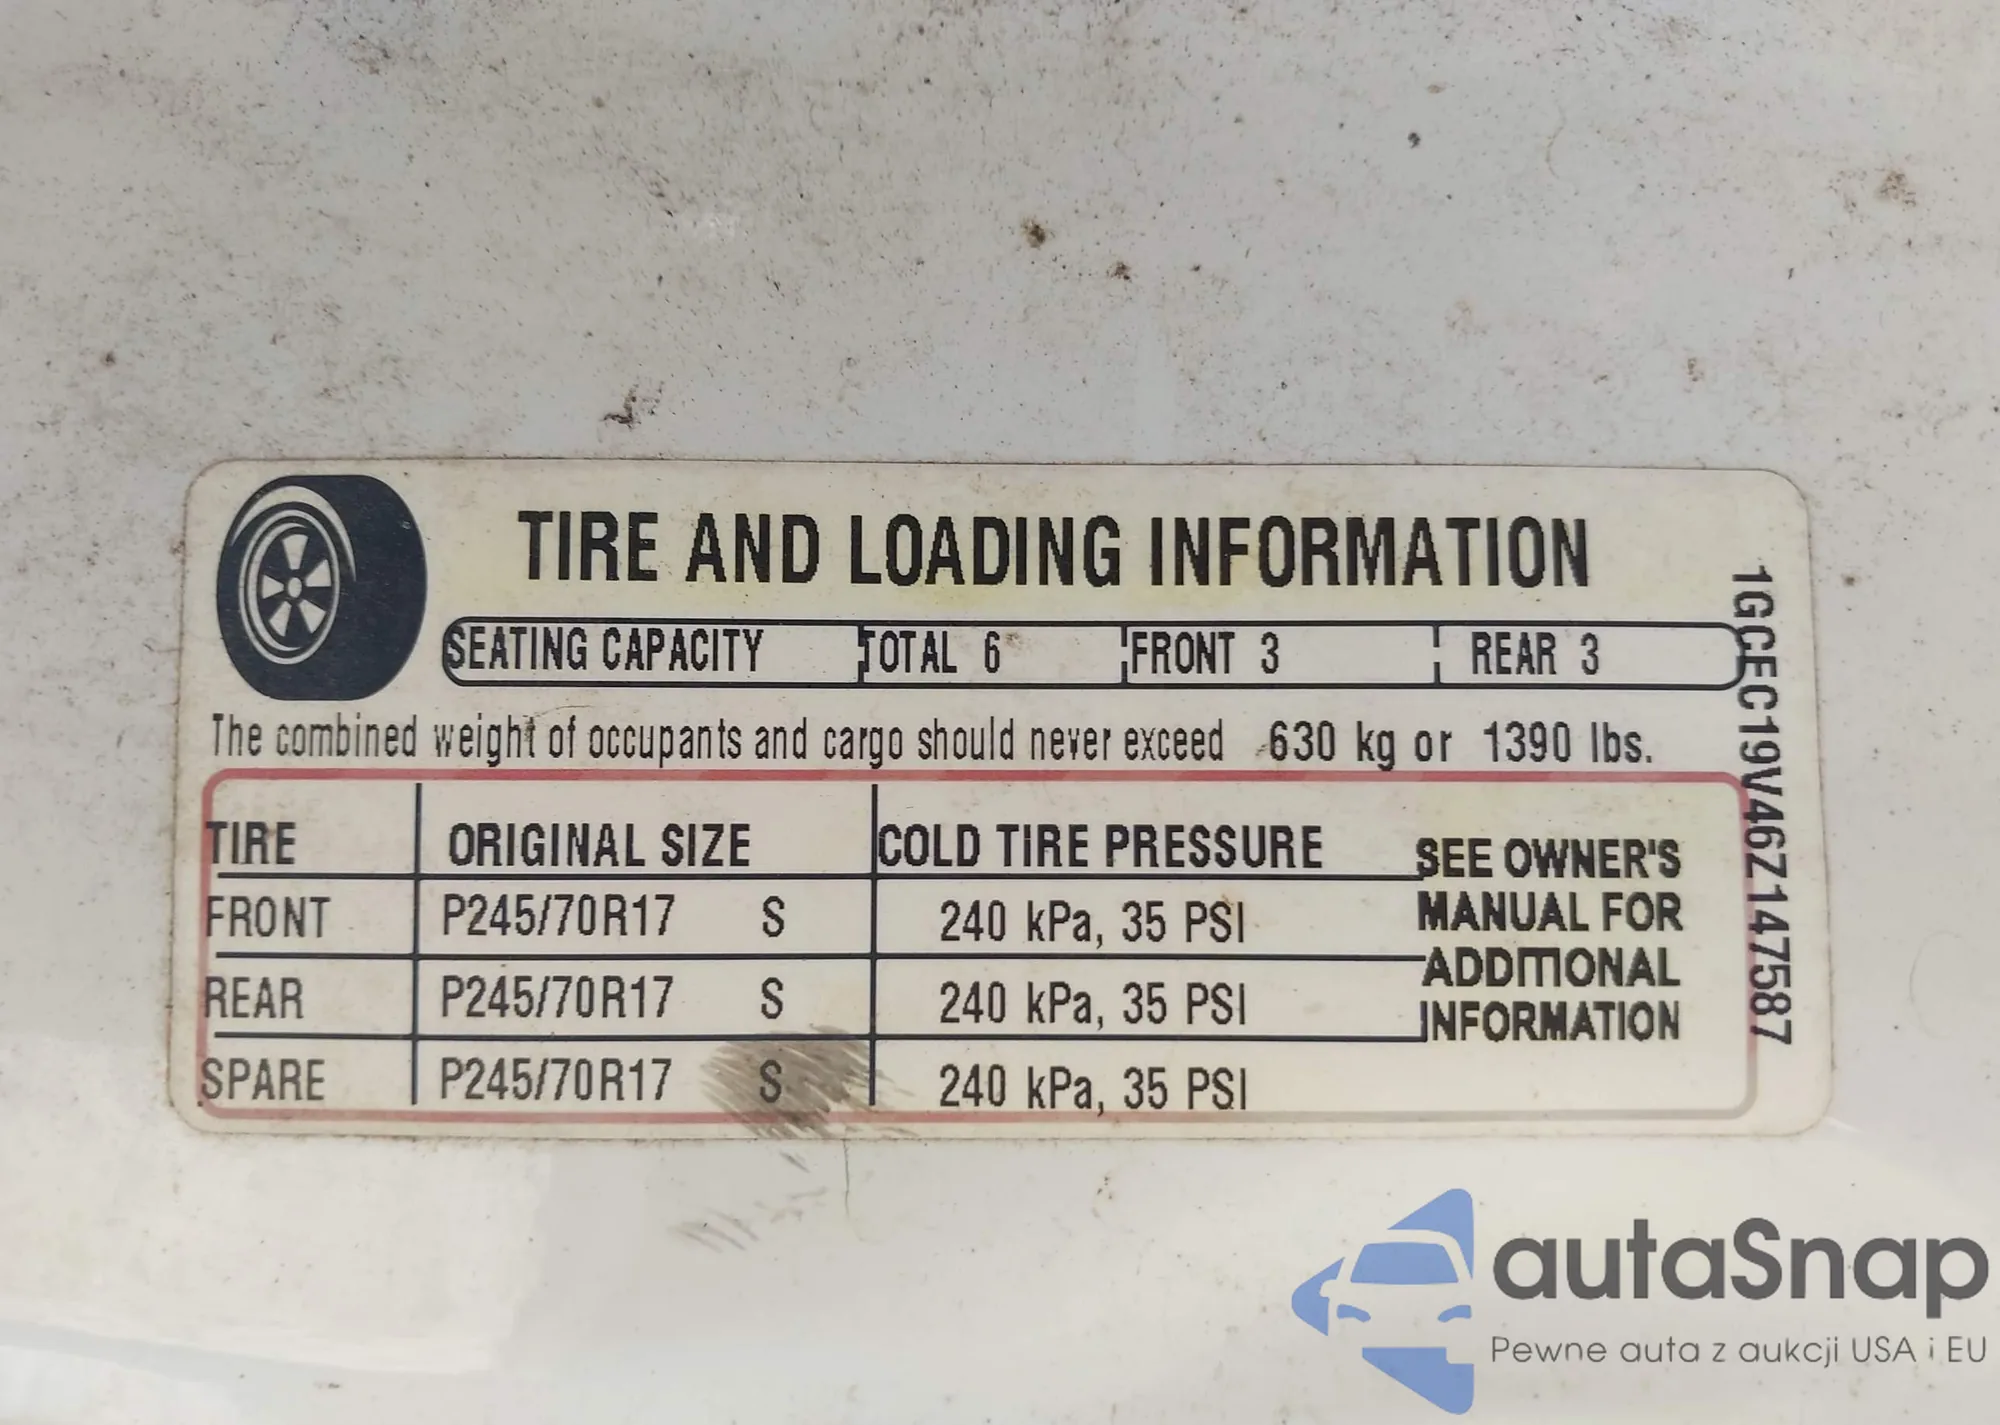 TIRE AND LOADING INFORMATION
SEATING CAPACITY TOTAL 6 FRONT 3 REAR 3
The combined weight of occupants and cargo should never exceed 630 kg or 1390 lbs.
TIRE ORIGINAL SIZE COLD TIRE PRESSURE
FRONT P245/70R17 S 240 kPa, 35 PSI
REAR P245/70R17 S 240 kPa, 35 PSI
SPARE P245/70R17 S 240 kPa, 35 PSI
SEE OWNER'S
MANUAL FOR
ADDITIONAL
INFORMATION
1GCEC19V46Z147587
autaSnap
Pewne auta z aukcji USA i EU